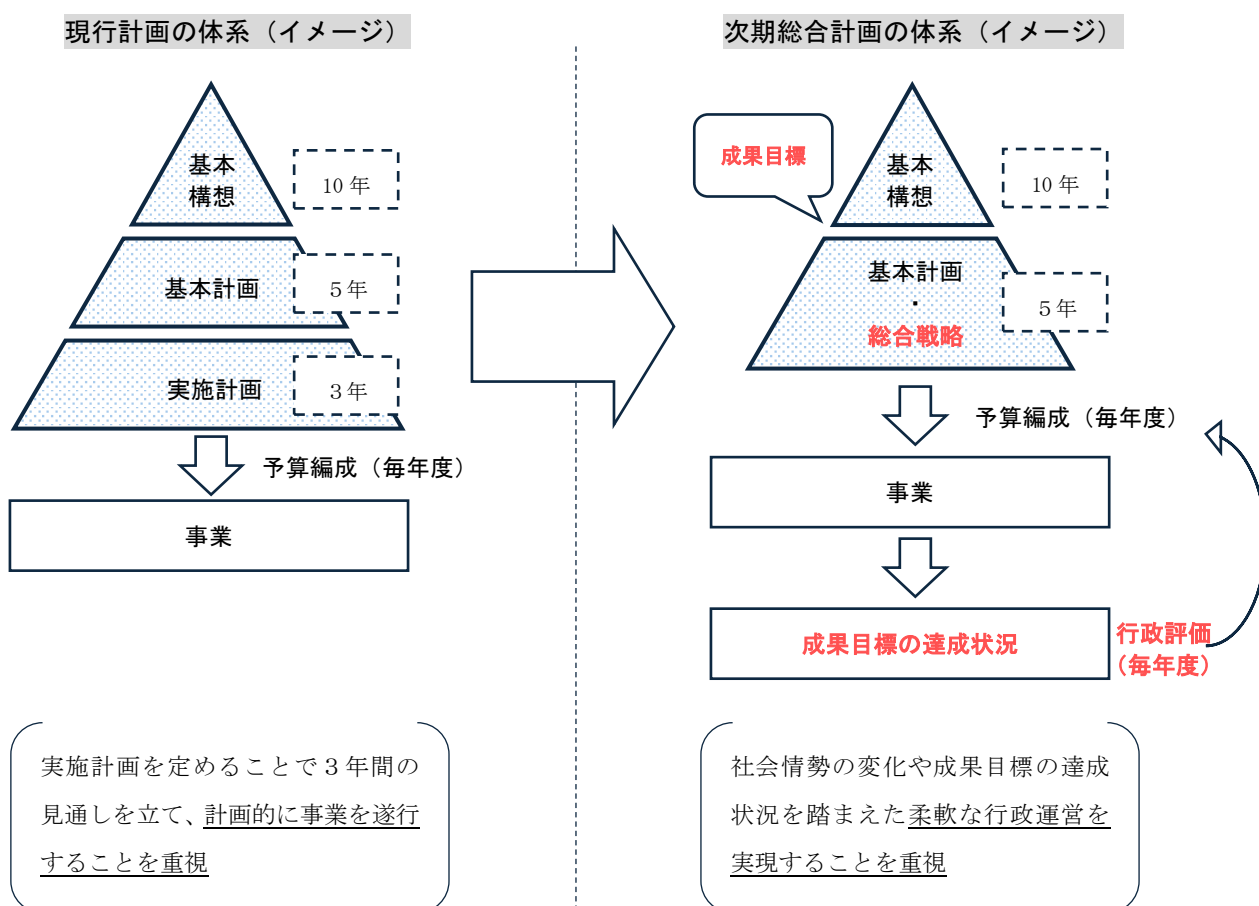 現行計画の体系（イメージ）
基本
構想
10 年
基本計画
５年
実施計画
３年
予算編成（毎年度）
事業
実施計画を定めることで３年間の
見通しを立て、計画的に事業を遂行
することを重視
次期総合計画の体系（イメージ）
成果目標
基本
構想
10 年
基本計画
・
総合戦略
５年
予算編成（毎年度）
事業
成果目標の達成状況
行政評価
（毎年度）
社会情勢の変化や成果目標の達成
状況を踏まえた柔軟な行政運営を
実現することを重視